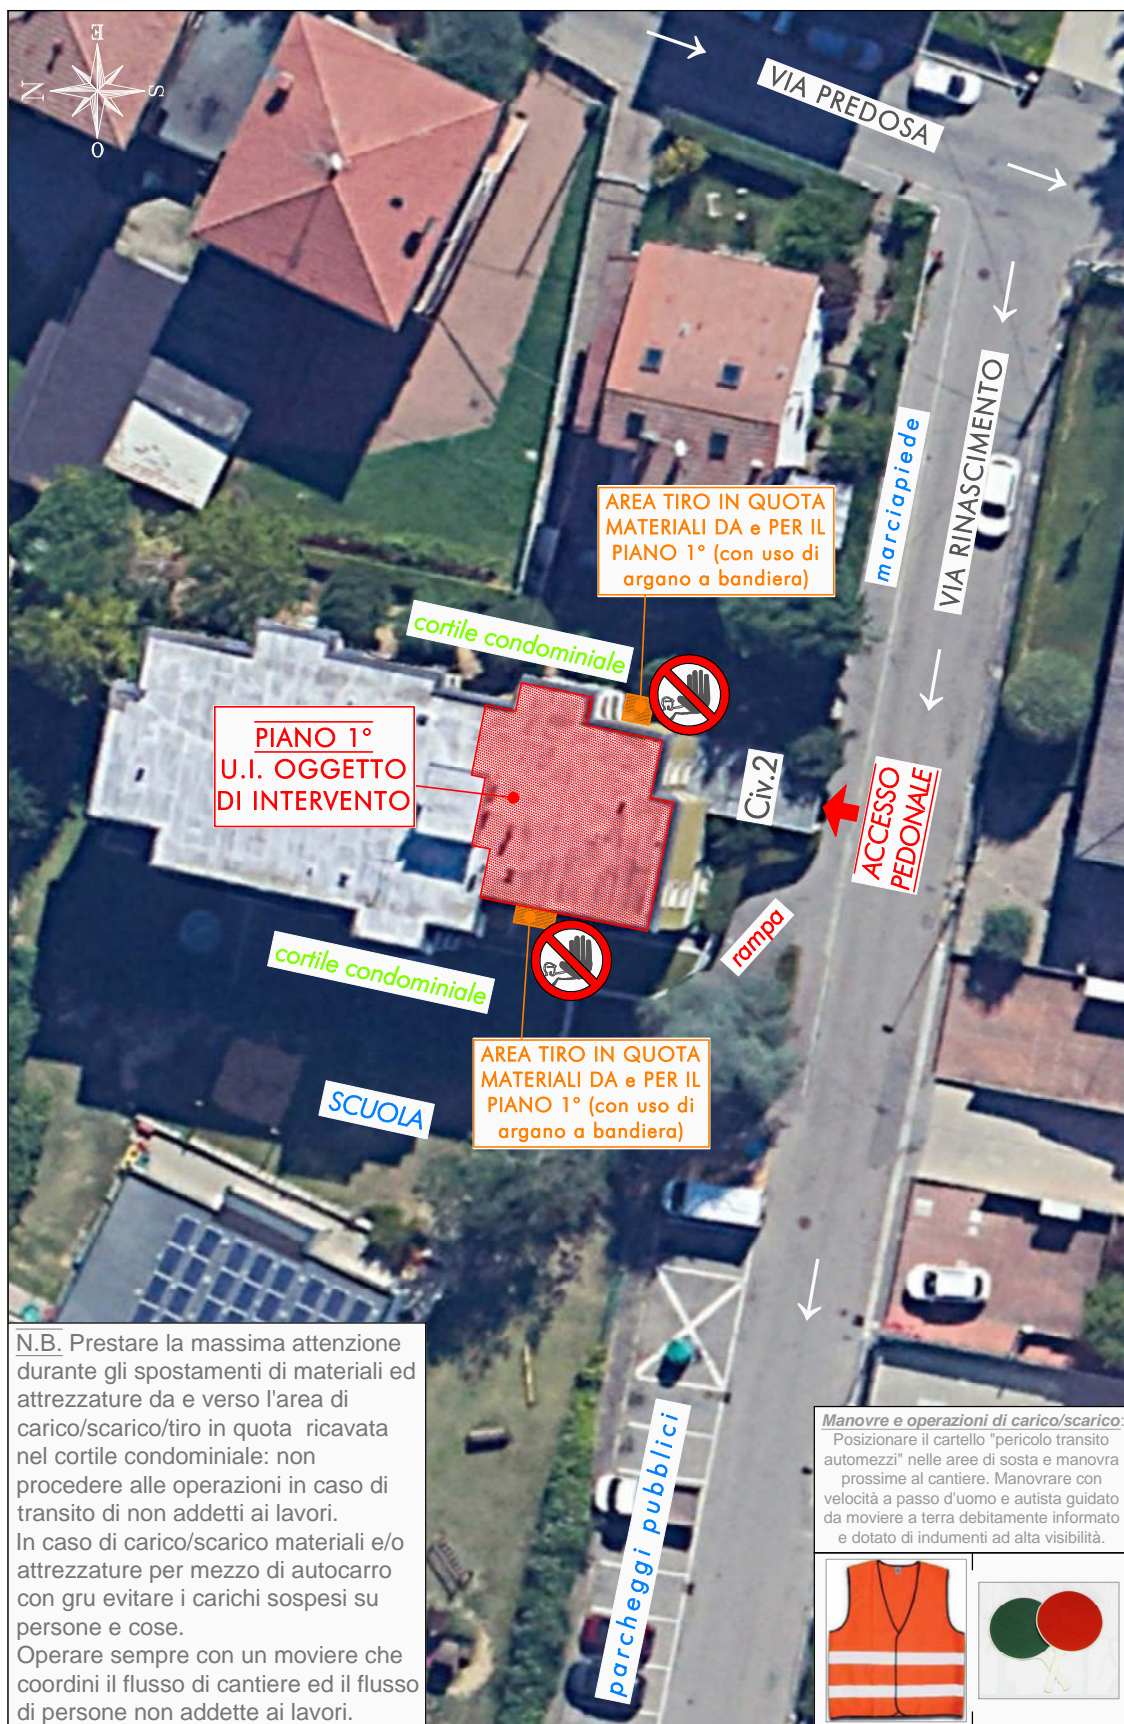 E
N
S
O
VIA PREDOSA
VIA RINASCIMENTO
marciapiede
AREA TIRO IN QUOTA
MATERIALI DA e PER IL
PIANO 1° (con uso di
argano a bandiera)
cortile condominiale
PIANO 1°
U.I. OGGETTO
DI INTERVENTO
Civ.2
ACCESSO
PEDONALE
rampa
cortile condominiale
AREA TIRO IN QUOTA
MATERIALI DA e PER IL
PIANO 1° (con uso di
argano a bandiera)
SCUOLA
parcheggi pubblici
N.B. Prestare la massima attenzione
durante gli spostamenti di materiali ed
attrezzature da e verso l'area di
carico/scarico/tiro in quota ricavata
nel cortile condominiale: non
procedere alle operazioni in caso di
transito di non addetti ai lavori.
In caso di carico/scarico materiali e/o
attrezzature per mezzo di autocarro
con gru evitare i carichi sospesi su
persone e cose.
Operare sempre con un moviere che
coordini il flusso di cantiere ed il flusso
di persone non addette ai lavori.
Manovre e operazioni di carico/scarico:
Posizionare il cartello "pericolo transito
automezzi" nelle aree di sosta e manovra
prossime al cantiere. Manovrare con
velocità a passo d'uomo e autista guidato
da moviere a terra debitamente informato
e dotato di indumenti ad alta visibilità.